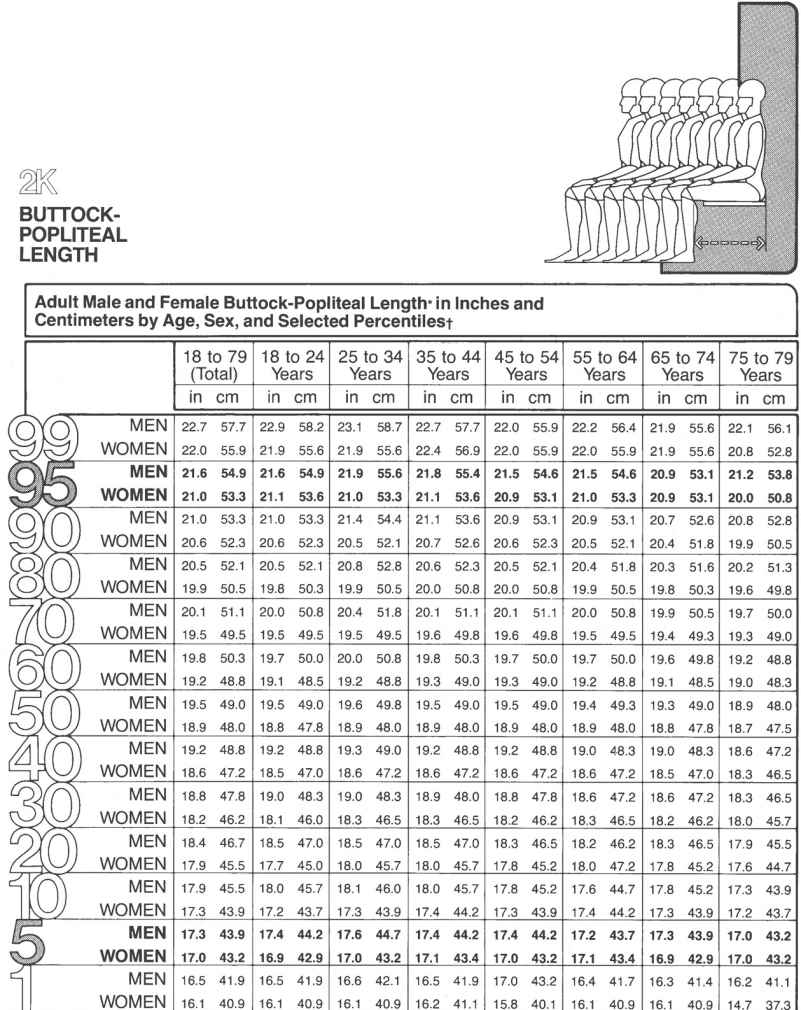 2K
BUTTOCK-
POPLITEAL
LENGTH
Adult Male and Female Buttock-Popliteal Length* in Inches and
Centimeters by Age, Sex, and Selected Percentiles†
18 to 79 (Total) 18 to 24 Years 25 to 34 Years 35 to 44 Years 45 to 54 Years 55 to 64 Years 65 to 74 Years 75 to 79 Years
in cm in cm in cm in cm in cm in cm in cm in cm
99 MEN 22.7 57.7 22.9 58.2 23.1 58.7 22.7 57.7 22.0 55.9 22.2 56.4 21.9 55.6 22.1 56.1
WOMEN 22.0 55.9 21.9 55.6 21.9 55.6 22.4 56.9 22.0 55.9 22.0 55.9 21.9 55.6 20.8 52.8
95 MEN 21.6 54.9 21.6 54.9 21.9 55.6 21.8 55.4 21.5 54.6 21.5 54.6 20.9 53.1 21.2 53.8
WOMEN 21.0 53.3 21.1 53.6 21.0 53.3 21.1 53.6 20.9 53.1 21.0 53.3 20.9 53.1 20.0 50.8
90 MEN 21.0 53.3 21.0 53.3 21.4 54.4 21.1 53.6 20.9 53.1 20.9 53.1 20.7 52.6 20.8 52.8
WOMEN 20.6 52.3 20.6 52.3 20.5 52.1 20.7 52.6 20.6 52.3 20.5 52.1 20.4 51.8 19.9 50.5
80 MEN 20.5 52.1 20.5 52.1 20.8 52.8 20.6 52.3 20.5 52.1 20.4 51.8 20.3 51.6 20.2 51.3
WOMEN 19.9 50.5 19.8 50.3 19.9 50.5 20.0 50.8 20.0 50.8 19.9 50.5 19.8 50.3 19.6 49.8
70 MEN 20.1 51.1 20.0 50.8 20.4 51.8 20.1 51.1 20.1 51.1 20.0 50.8 19.9 50.5 19.7 50.0
WOMEN 19.5 49.5 19.5 49.5 19.5 49.5 19.6 49.8 19.6 49.8 19.5 49.5 19.4 49.3 19.3 49.0
60 MEN 19.8 50.3 19.7 50.0 20.0 50.8 19.8 50.3 19.7 50.0 19.7 50.0 19.6 49.8 19.2 48.8
WOMEN 19.2 48.8 19.1 48.5 19.2 48.8 19.3 49.0 19.3 49.0 19.2 48.8 19.1 48.5 19.0 48.3
50 MEN 19.5 49.0 19.5 49.0 19.6 49.8 19.5 49.0 19.5 49.0 19.4 49.3 19.3 49.0 18.9 48.0
WOMEN 18.9 48.0 18.8 47.8 18.9 48.0 18.9 48.0 18.9 48.0 18.9 48.0 18.8 47.8 18.7 47.5
40 MEN 19.2 48.8 19.2 48.8 19.3 49.0 19.2 48.8 19.2 48.8 19.0 48.3 19.0 48.3 18.6 47.2
WOMEN 18.6 47.2 18.5 47.0 18.6 47.2 18.6 47.2 18.6 47.2 18.6 47.2 18.5 47.0 18.3 46.5
30 MEN 18.8 47.8 19.0 48.3 19.0 48.3 18.9 48.0 18.8 47.8 18.6 47.2 18.6 47.2 18.3 46.5
WOMEN 18.2 46.2 18.1 46.0 18.3 46.5 18.3 46.5 18.2 46.2 18.3 46.5 18.2 46.2 18.0 45.7
20 MEN 18.4 46.7 18.5 47.0 18.5 47.0 18.5 47.0 18.3 46.5 18.2 46.2 18.3 46.5 17.9 45.5
WOMEN 17.9 45.5 17.7 45.0 18.0 45.7 18.0 45.7 17.8 45.2 18.0 47.2 17.8 45.2 17.6 44.7
10 MEN 17.9 45.5 18.0 45.7 18.1 46.0 18.0 45.7 17.8 45.2 17.6 44.7 17.8 45.2 17.3 43.9
WOMEN 17.3 43.9 17.2 43.7 17.3 43.9 17.4 44.2 17.3 43.9 17.4 44.2 17.3 43.9 17.2 43.7
5 MEN 17.3 43.9 17.4 44.2 17.6 44.7 17.4 44.2 17.4 44.2 17.2 43.7 17.3 43.9 17.0 43.2
WOMEN 17.0 43.2 16.9 42.9 17.0 43.2 17.1 43.4 17.0 43.2 17.1 43.4 16.9 42.9 17.0 43.2
1 MEN 16.5 41.9 16.5 41.9 16.6 42.1 16.5 41.9 17.0 43.2 16.4 41.7 16.3 41.4 16.2 41.1
WOMEN 16.1 40.9 16.1 40.9 16.1 40.9 16.2 41.1 15.8 40.1 16.1 40.9 16.1 40.9 14.7 37.3